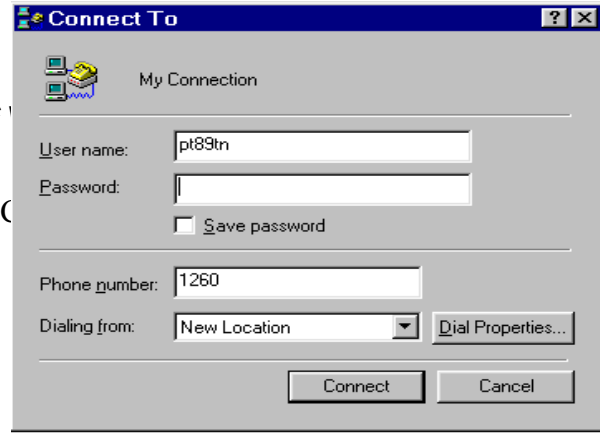 Connect To
My Connection
User name: pt89tn
Password:
Save password
Phone number: 1260
Dialing from: New Location Dial Properties...
Connect Cancel